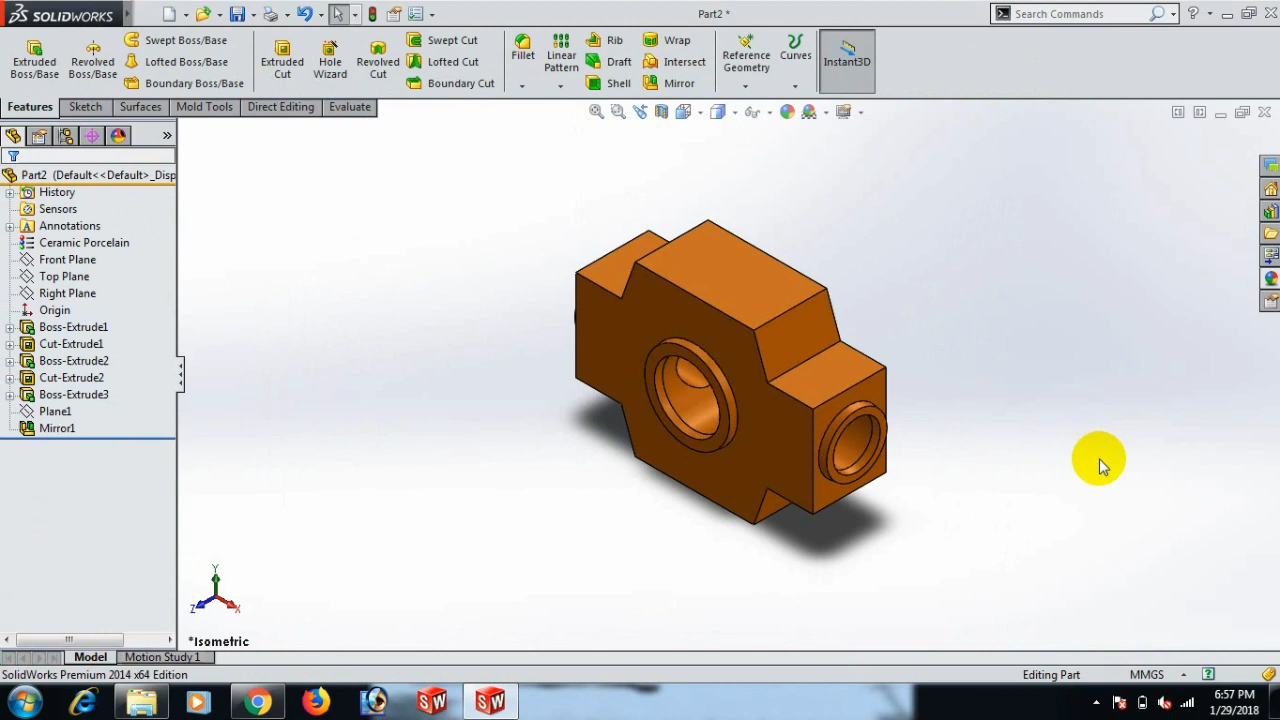 SOLIDWORKS
Part2 *
Search Commands
Extruded Boss/Base
Revolved Boss/Base
Swept Boss/Base
Lofted Boss/Base
Boundary Boss/Base
Extruded Cut
Hole Wizard
Revolved Cut
Swept Cut
Lofted Cut
Boundary Cut
Fillet
Linear Pattern
Rib
Draft
Shell
Wrap
Intersect
Mirror
Reference Geometry
Curves
Instant3D
Features
Sketch
Surfaces
Mold Tools
Direct Editing
Evaluate
Part2 (Default<<Default>_Disp
History
Sensors
Annotations
Ceramic Porcelain
Front Plane
Top Plane
Right Plane
Origin
Boss-Extrude1
Cut-Extrude1
Boss-Extrude2
Cut-Extrude2
Boss-Extrude3
Plane1
Mirror1
Y
Z
X
*Isometric
Model
Motion Study 1
SolidWorks Premium 2014 x64 Edition
Editing Part
MMGS
SW
SW
6:57 PM
1/29/2018